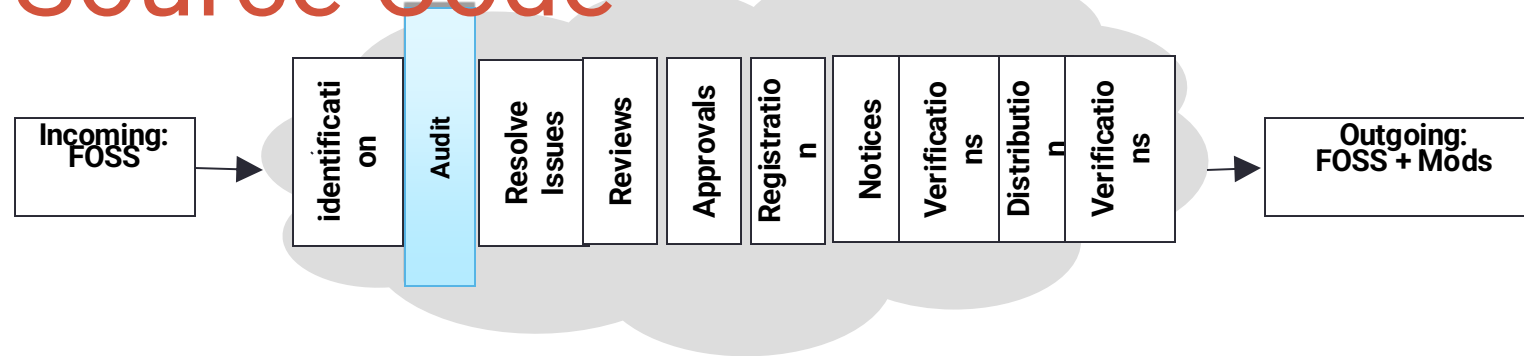 Source Code
Incoming:
FOSS
identificati
on
Audit
Resolve
Issues
Reviews
Approvals
Registratio
n
Notices
Verificatio
ns
Distributio
n
Verificatio
ns
Outgoing:
FOSS + Mods